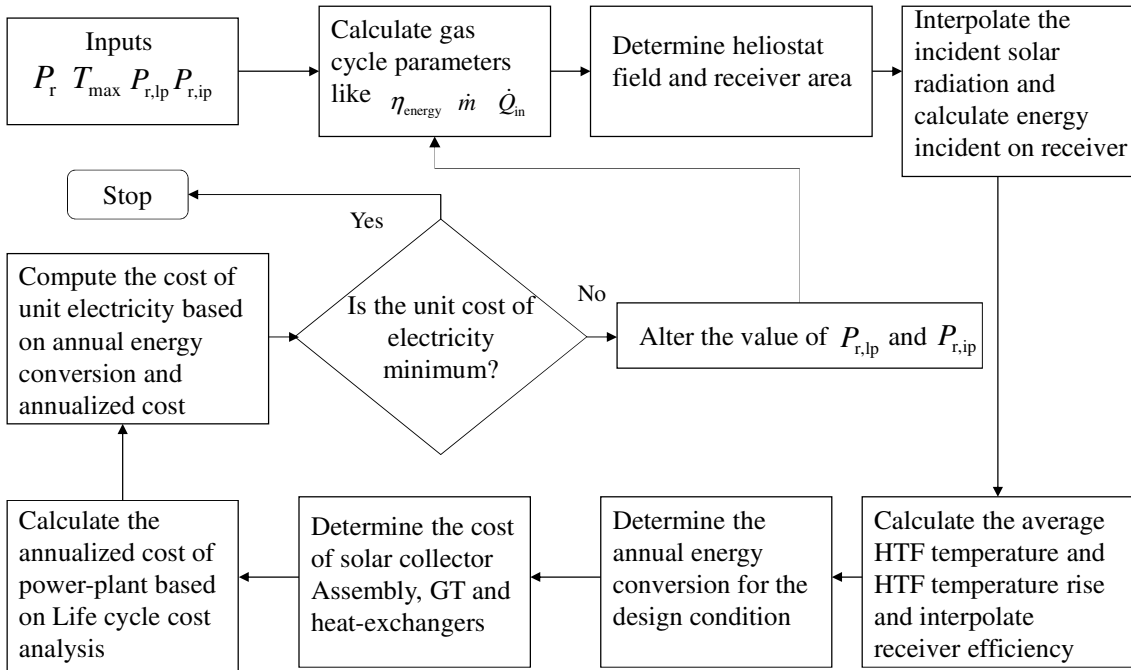 Inputs
P_r T_max P_r,lp P_r,ip
Calculate gas
cycle parameters
like η_energy ṁ Q̇_in
Determine heliostat
field and receiver area
Interpolate the
incident solar
radiation and
calculate energy
incident on receiver
Stop
Yes
Compute the cost of
unit electricity based
on annual energy
conversion and
annualized cost
Is the unit cost of
electricity
minimum?
No
Alter the value of P_r,lp and P_r,ip
Calculate the
annualized cost of
power-plant based
on Life cycle cost
analysis
Determine the cost
of solar collector
Assembly, GT and
heat-exchangers
Determine the
annual energy
conversion for the
design condition
Calculate the average
HTF temperature and
HTF temperature rise
and interpolate
receiver efficiency